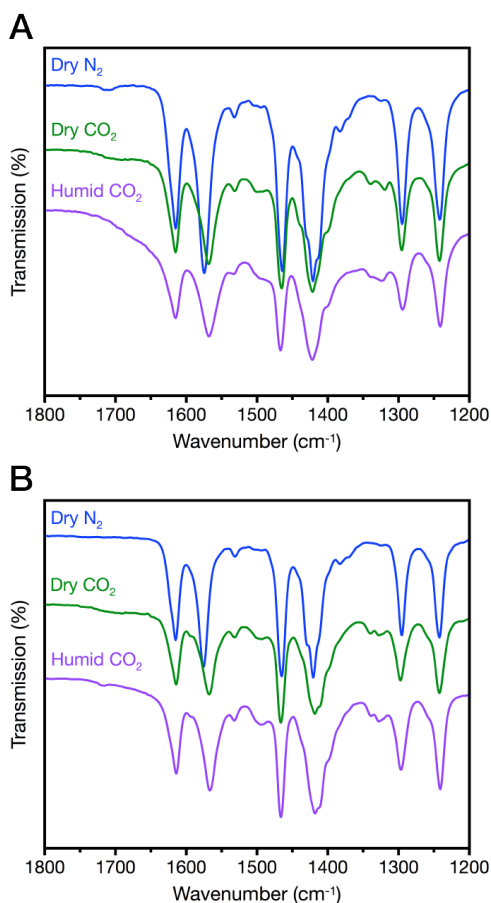 A
Dry N₂
Dry CO₂
Humid CO₂
Transmission (%)
1800 1700 1600 1500 1400 1300 1200
Wavenumber (cm⁻¹)
B
Dry N₂
Dry CO₂
Humid CO₂
Transmission (%)
1800 1700 1600 1500 1400 1300 1200
Wavenumber (cm⁻¹)